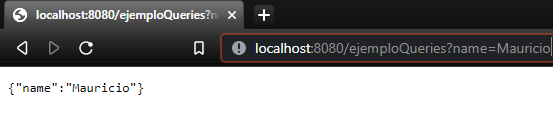 localhost:8080/ejemploQueries?n
localhost:8080/ejemploQueries?name=Mauricio
{"name":"Mauricio"}